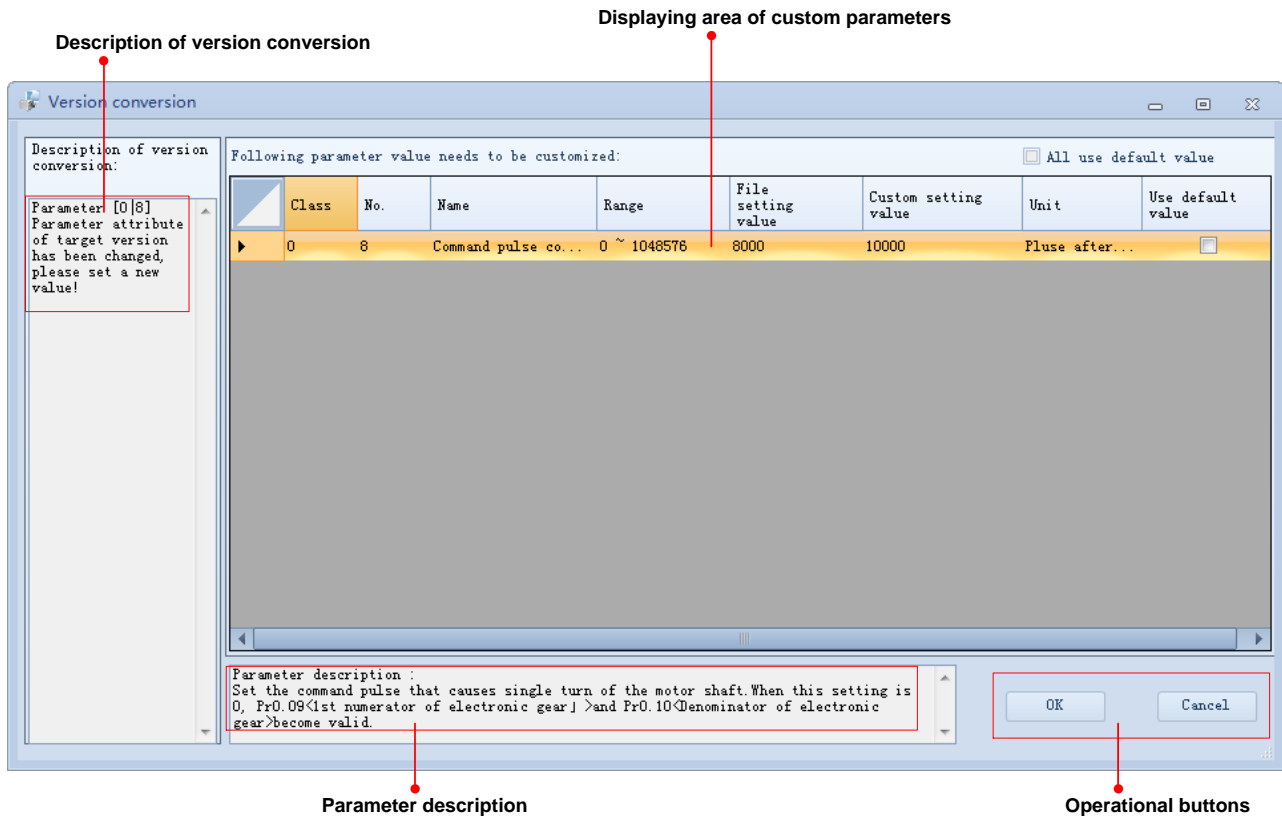 Displaying area of custom parameters
Description of version conversion
Version conversion
Description of version
conversion:
Parameter [0|8]
Parameter attribute
of target version
has been changed,
please set a new
value!
Following parameter value needs to be customized:
All use default value
Class No. Name Range File setting value Custom setting value Unit Use default value
0 8 Command pulse co... 0 ~ 1048576 8000 10000 Pluse after...
Parameter description :
Set the command pulse that causes single turn of the motor shaft.When this setting is
0, Pr0.09<1st numerator of electronic gear」>and Pr0.10<Denominator of electronic
gear>become valid.
OK Cancel
Parameter description
Operational buttons